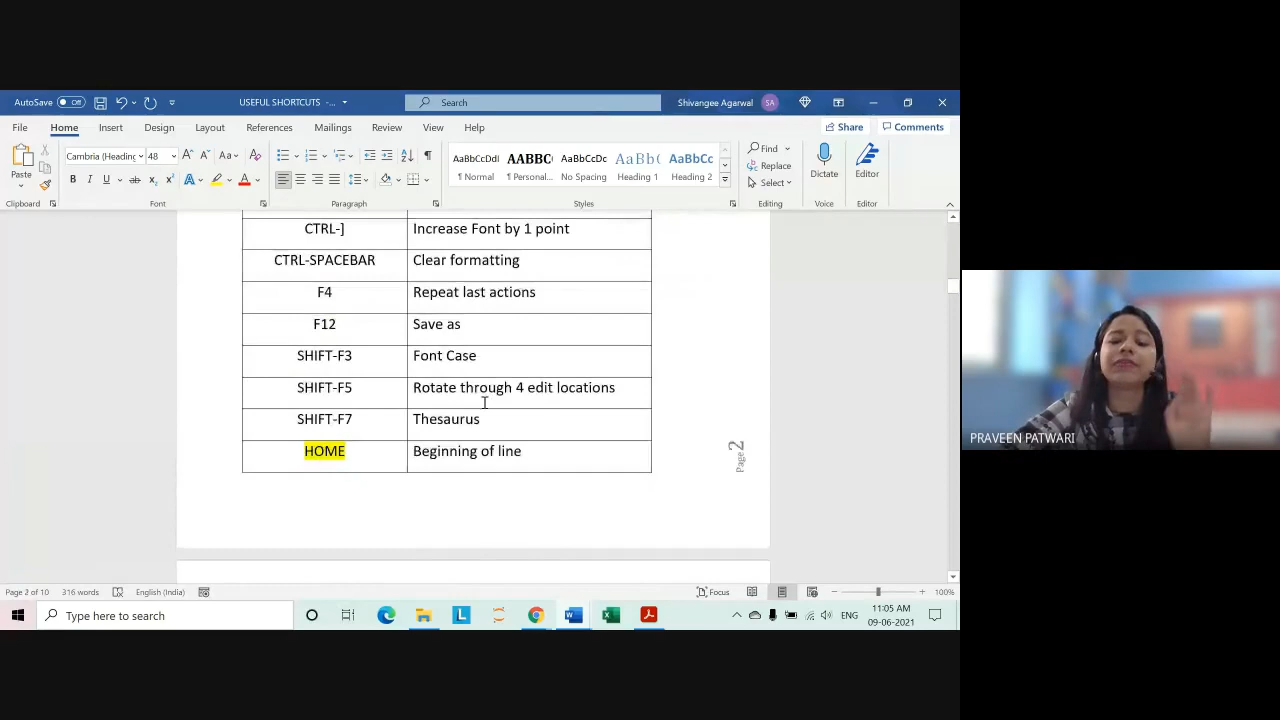 AutoSave Off USEFUL SHORTCUTS -... Search Shivangee Agarwal SA
File Home Insert Design Layout References Mailings Review View Help Share Comments
Paste Cambria (Heading 48 Aa AaBbCcDdI AABBC AaBbCcDc AaBb( AaBbCc Find Replace Select Dictate Editor
¶ Normal ¶ Personal... No Spacing Heading 1 Heading 2
Clipboard Font Paragraph Styles Editing Voice Editor
CTRL-] Increase Font by 1 point
CTRL-SPACEBAR Clear formatting
F4 Repeat last actions
F12 Save as
SHIFT-F3 Font Case
SHIFT-F5 Rotate through 4 edit locations
SHIFT-F7 Thesaurus
HOME Beginning of line
Page 2
PRAVEEN PATWARI
Page 2 of 10 316 words English (India) Focus 100%
Type here to search ENG 11:05 AM
09-06-2021